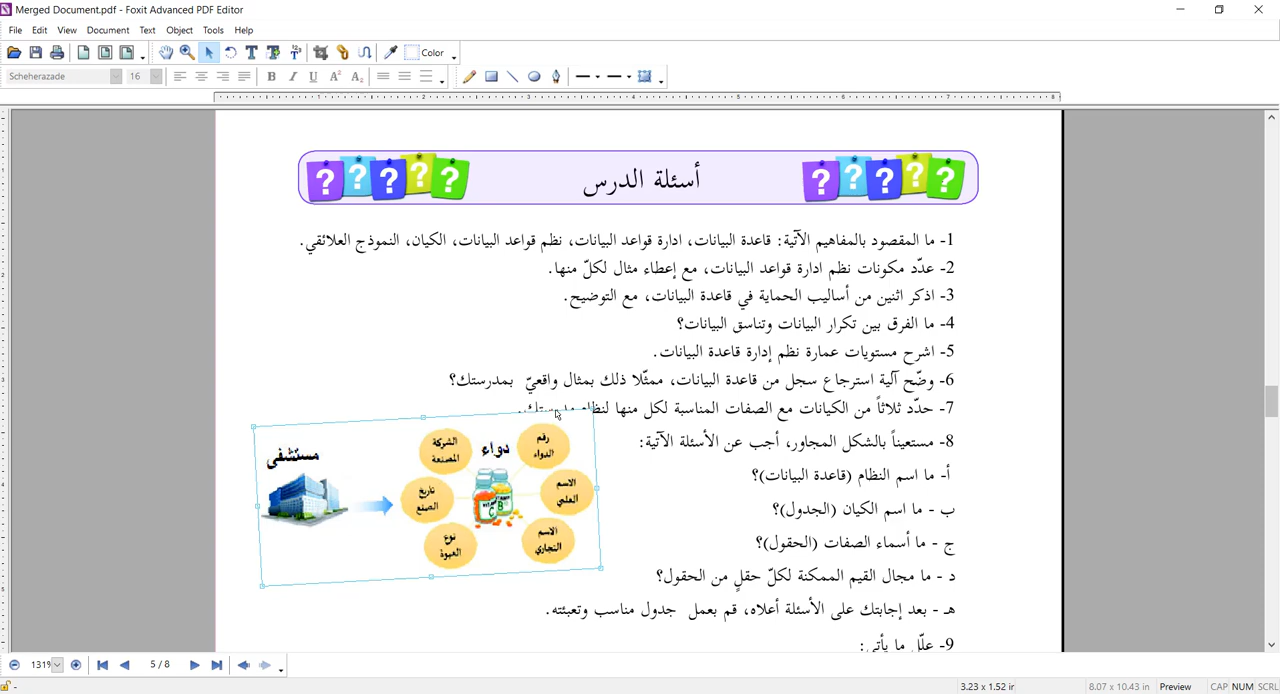 Merged Document.pdf - Foxit Advanced PDF Editor
File Edit View Document Text Object Tools Help
Color
Scheherazade 16
أسئلة الدرس
1- ما المقصود بالمفاهيم الآتية: قاعدة البيانات، ادارة قواعد البيانات، نظم قواعد البيانات، الكيان، النموذج العلائقي.
2- عدّد مكونات نظم ادارة قواعد البيانات، مع إعطاء مثال لكلّ منها.
3- اذكر اثنين من أساليب الحماية في قاعدة البيانات، مع التوضيح.
4- ما الفرق بين تكرار البيانات وتناسق البيانات؟
5- اشرح مستويات عمارة نظم إدارة قاعدة البيانات.
6- وضّح آلية استرجاع سجل من قاعدة البيانات، ممثّلا ذلك بمثال واقعيّ بمدرستك؟
7- حدّد ثلاثاً من الكيانات مع الصفات المناسبة لكل منها لنظام مدرستك.
8- مستعيناً بالشكل المجاور، أجب عن الأسئلة الآتية:
أ- ما اسم النظام (قاعدة البيانات)؟
ب - ما اسم الكيان (الجدول)؟
ج - ما أسماء الصفات (الحقول)؟
د - ما مجال القيم الممكنة لكلّ حقلٍ من الحقول؟
هـ - بعد إجابتك على الأسئلة أعلاه، قم بعمل جدول مناسب وتعبئته.
9- علّل ما يأتي:
مستشفى
دواء
رقم الدواء
الاسم العلمي
الاسم التجاري
الشركة المصنعة
تاريخ الصنع
نوع العبوة
131% 5 / 8
3.23 x 1.52 in 8.07 x 10.43 in Preview CAP NUM SCRL